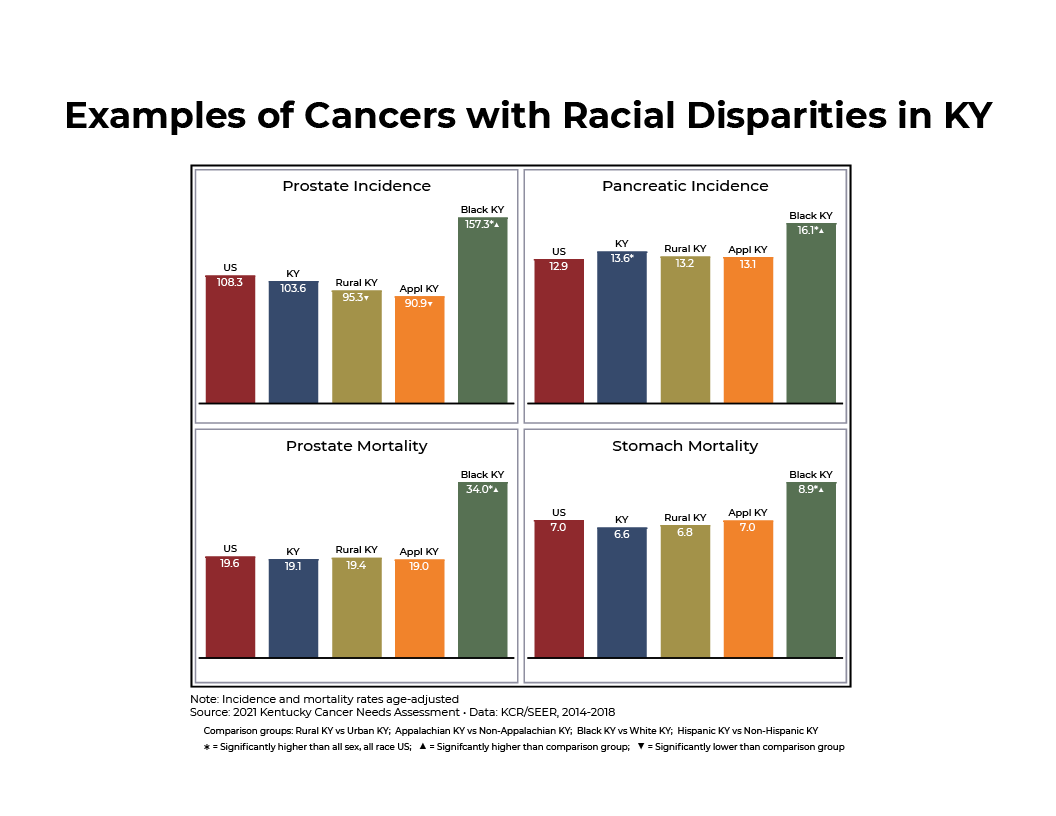 Examples of Cancers with Racial Disparities in KY
Prostate Incidence
Black KY
157.3*▲
US
108.3
KY
103.6
Rural KY
95.3▼
Appl KY
90.9▼
Pancreatic Incidence
Black KY
16.1*▲
US
12.9
KY
13.6*
Rural KY
13.2
Appl KY
13.1
Prostate Mortality
Black KY
34.0*▲
US
19.6
KY
19.1
Rural KY
19.4
Appl KY
19.0
Stomach Mortality
Black KY
8.9*▲
US
7.0
KY
6.6
Rural KY
6.8
Appl KY
7.0
Note: Incidence and mortality rates age-adjusted
Source: 2021 Kentucky Cancer Needs Assessment • Data: KCR/SEER, 2014-2018
Comparison groups: Rural KY vs Urban KY; Appalachian KY vs Non-Appalachian KY; Black KY vs White KY; Hispanic KY vs Non-Hispanic KY
* = Significantly higher than all sex, all race US; ▲ = Signifcantly higher than comparison group; ▼ = Significantly lower than comparison group